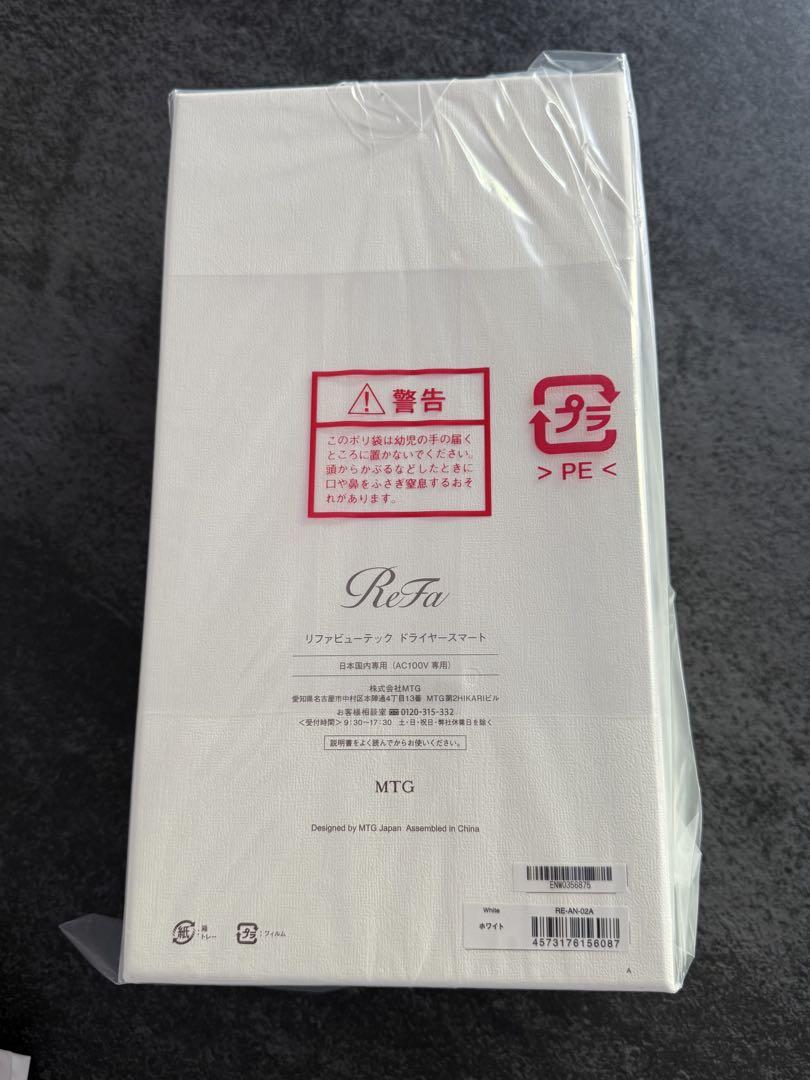 警告
このポリ袋は幼児の手の届く
ところに置かないでください。
頭からかぶるなどしたときに
口や鼻をふさぎ窒息するおそ
れがあります。
プラ
> PE <
ReFa
リファビューテック ドライヤースマート
日本国内専用(AC100V専用)
株式会社MTG
愛知県名古屋市中村区本陣通4丁目13番 MTG第2HIKARIビル
お客様相談室 0120-315-332
<受付時間>9:30~17:30 土・日・祝日・弊社休業日を除く
説明書をよく読んでからお使いください。
MTG
Designed by MTG Japan Assembled in China
ENW0356875
White RE-AN-02A
ホワイト
4573176156087
紙 :箱
トレー
プラ :フィルム
A